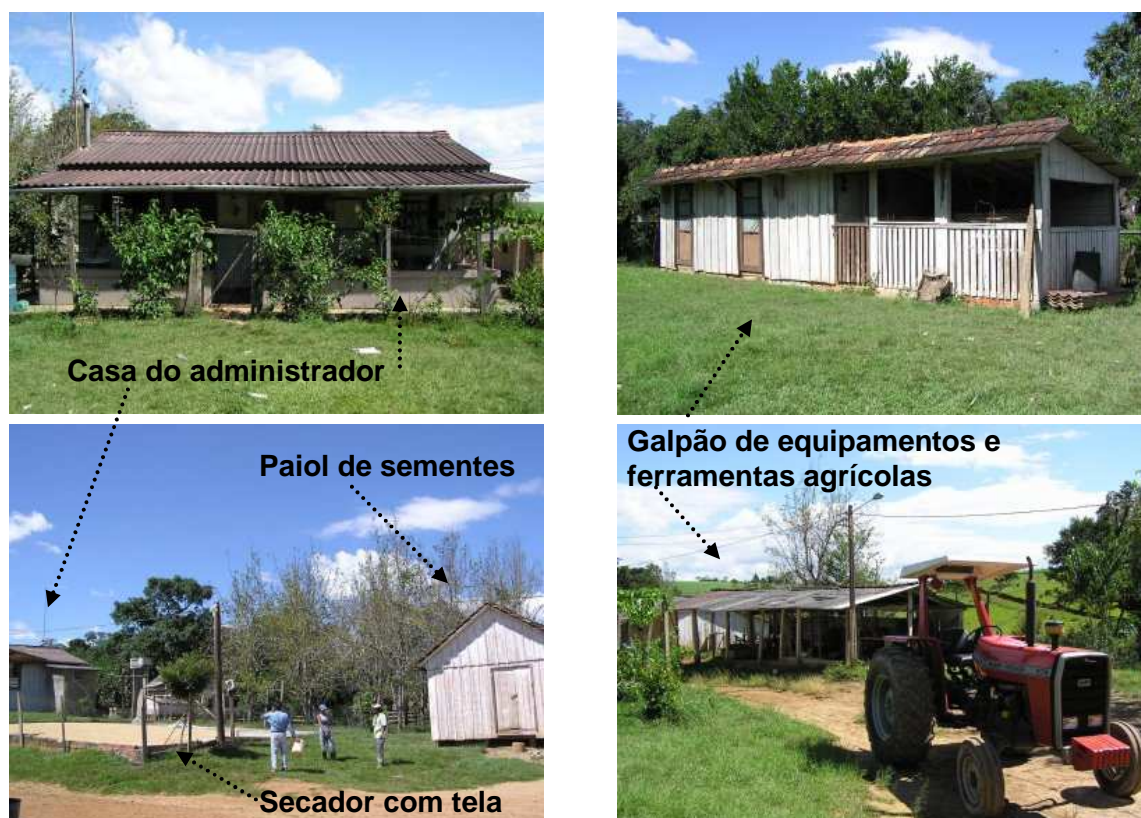 Casa do administrador
Galpão de equipamentos e
ferramentas agrícolas
Paiol de sementes
Secador com tela